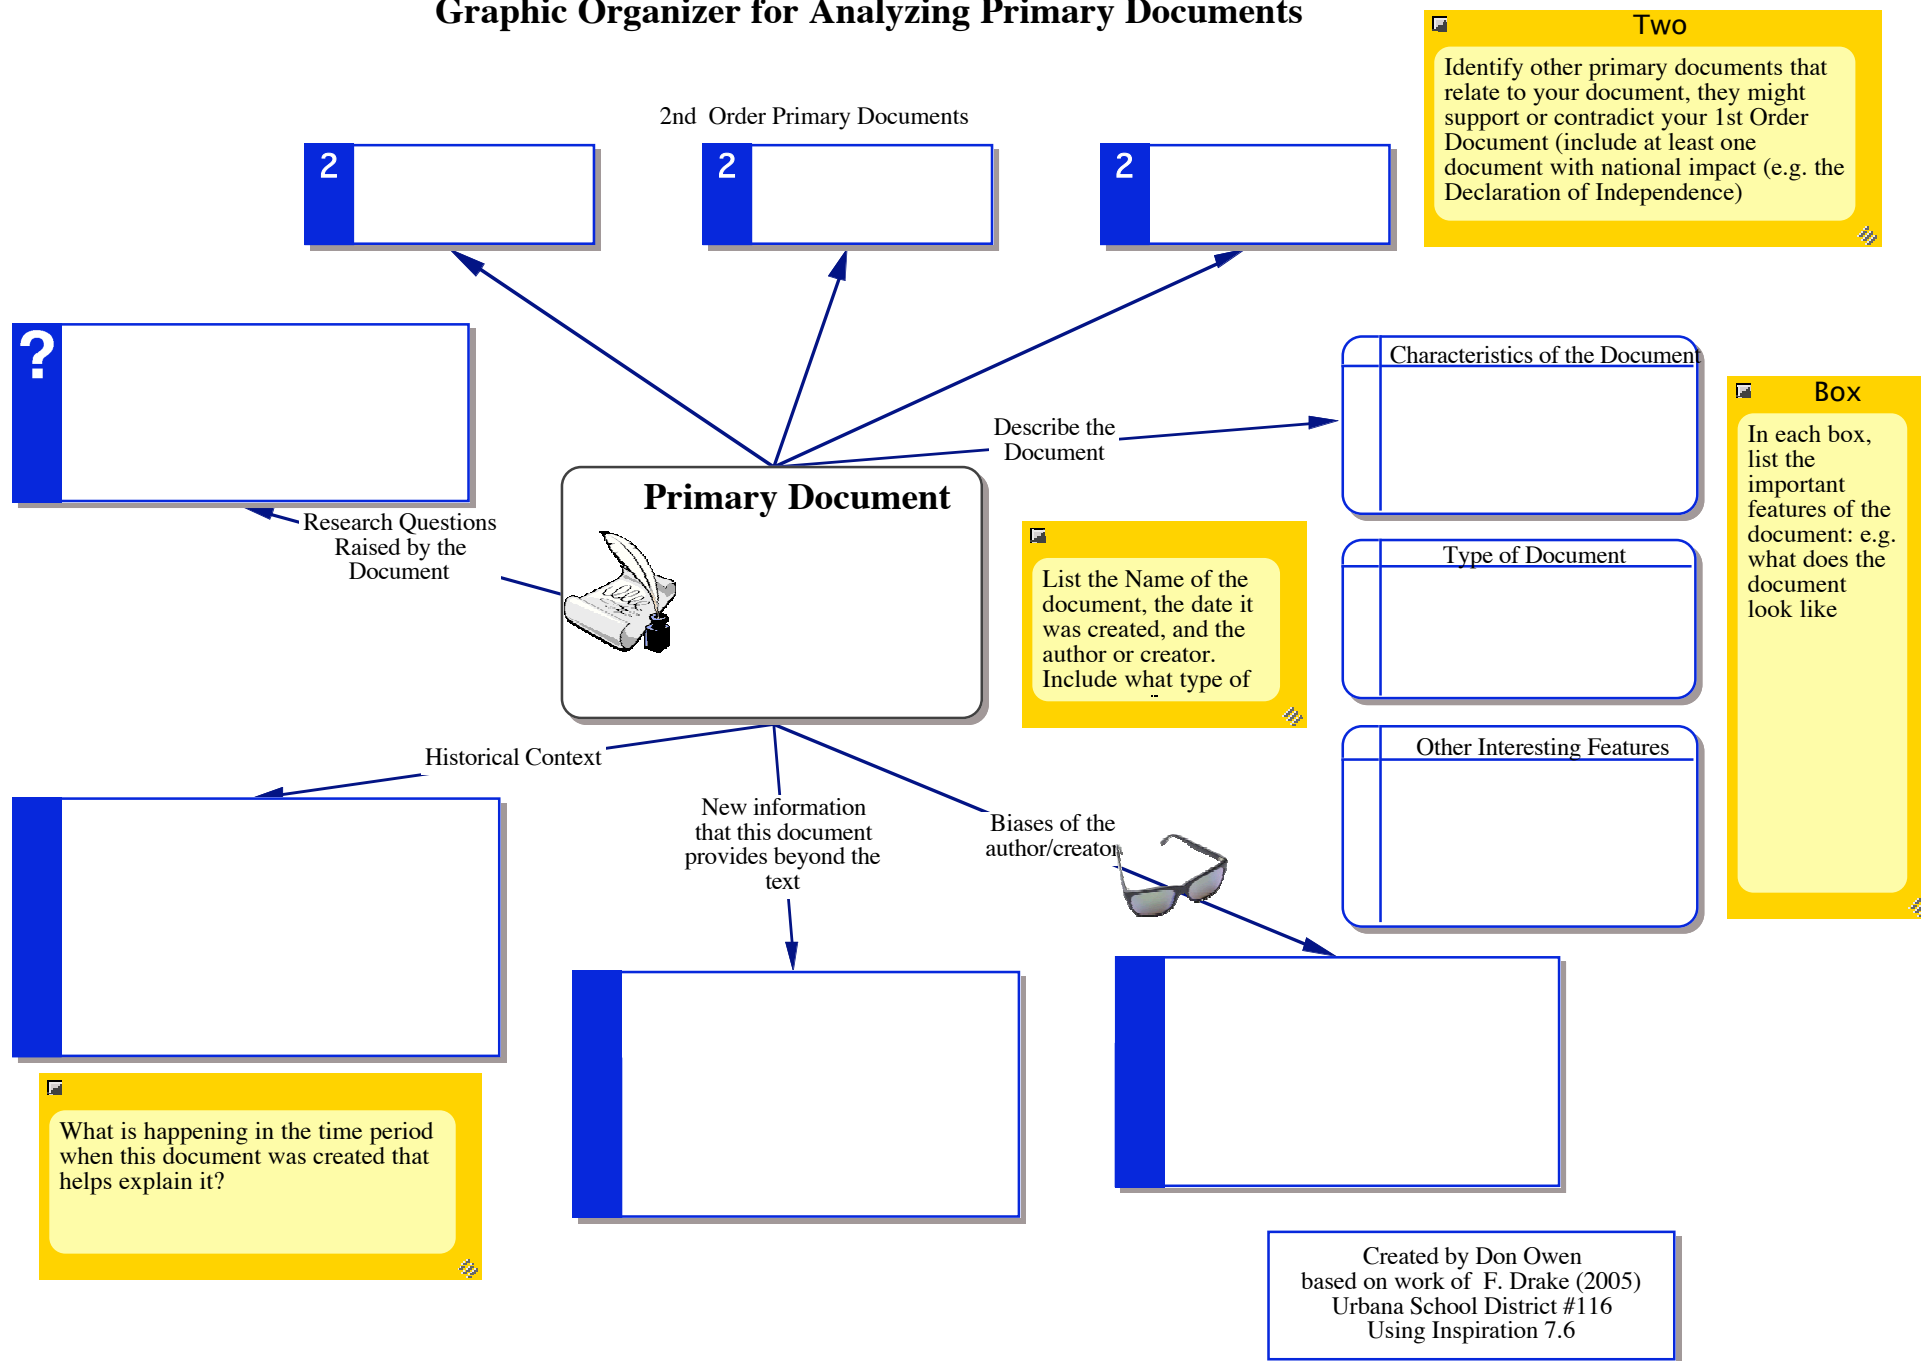 Graphic Organizer for Analyzing Primary Documents
Two
Identify other primary documents that
relate to your document, they might
support or contradict your 1st Order
Document (include at least one
document with national impact (e.g. the
Declaration of Independence)
2nd Order Primary Documents
2
2
2
?
Characteristics of the Document
Box
In each box,
list the
important
features of the
document: e.g.
what does the
document
look like
Describe the
Document
Primary Document
Research Questions
Raised by the
Document
List the Name of the
document, the date it
was created, and the
author or creator.
Include what type of
Type of Document
Other Interesting Features
Historical Context
New information
that this document
provides beyond the
text
Biases of the
author/creator
What is happening in the time period
when this document was created that
helps explain it?
Created by Don Owen
based on work of F. Drake (2005)
Urbana School District #116
Using Inspiration 7.6